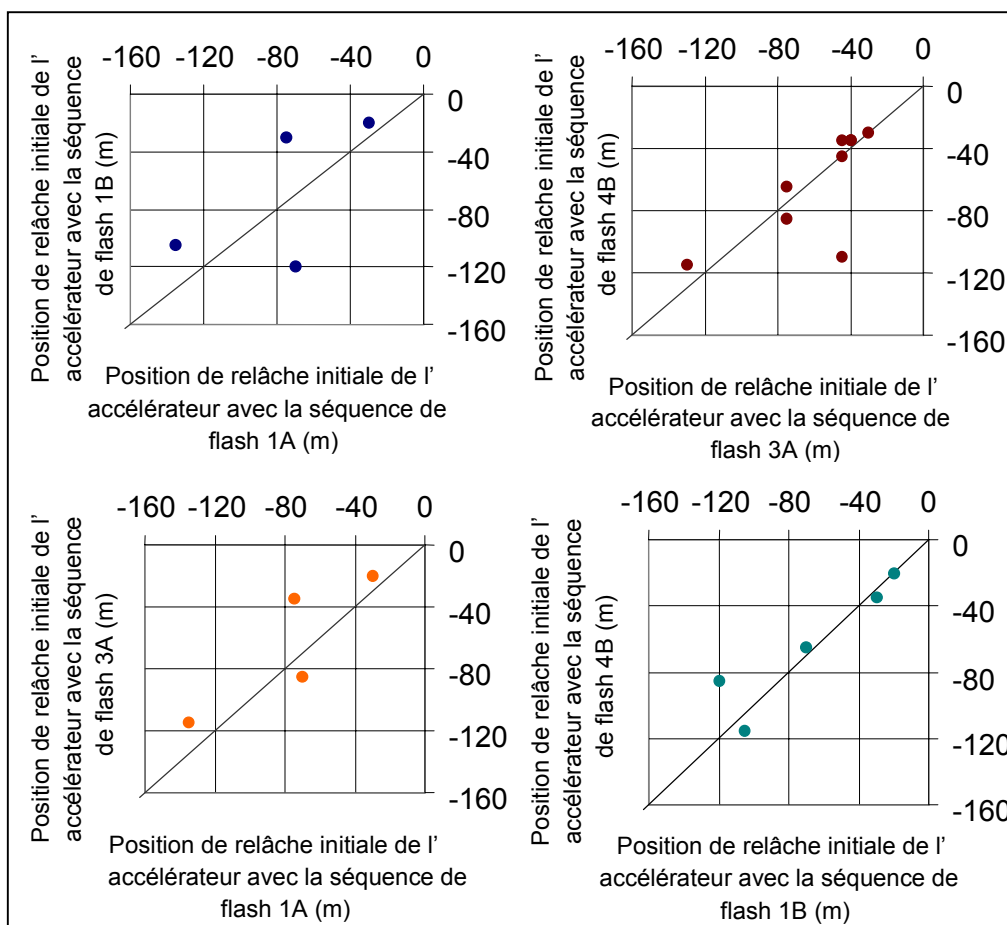 -160 -120 -80 -40 0
0
-40
-80
-120
-160
Position de relâche initiale de l'
accélérateur avec la séquence
de flash 1B (m)
Position de relâche initiale de l'
accélérateur avec la séquence de
flash 1A (m)
-160 -120 -80 -40 0
0
-40
-80
-120
-160
Position de relâche initiale de l'
accélérateur avec la séquence
de flash 4B (m)
Position de relâche initiale de l'
accélérateur avec la séquence de
flash 3A (m)
-160 -120 -80 -40 0
0
-40
-80
-120
-160
Position de relâche initiale de l'
accélérateur avec la séquence
de flash 3A (m)
Position de relâche initiale de l'
accélérateur avec la séquence de
flash 1A (m)
-160 -120 -80 -40 0
0
-40
-80
-120
-160
Position de relâche initiale de l'
accélérateur avec la séquence
de flash 4B (m)
Position de relâche initiale de l'
accélérateur avec la séquence de
flash 1B (m)